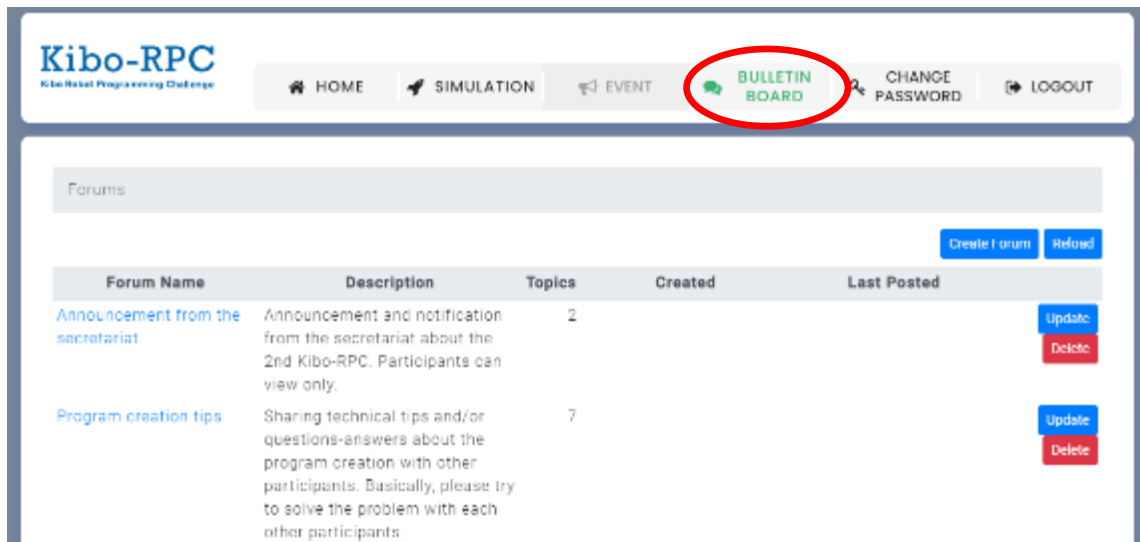 Kibo-RPC
Kibo Robot Programming Challenge
HOME
SIMULATION
EVENT
BULLETIN
BOARD
CHANGE
PASSWORD
LOGOUT
Forums
Create Forum
Reload
Forum Name Description Topics Created Last Posted
Announcement from the
secretariat
Announcement and notification
from the secretariat about the
2nd Kibo-RPC. Participants can
view only.
2
Update
Delete
Program creation tips
Sharing technical tips and/or
questions-answers about the
program creation with other
participants. Basically, please try
to solve the problem with each
other participants.
7
Update
Delete